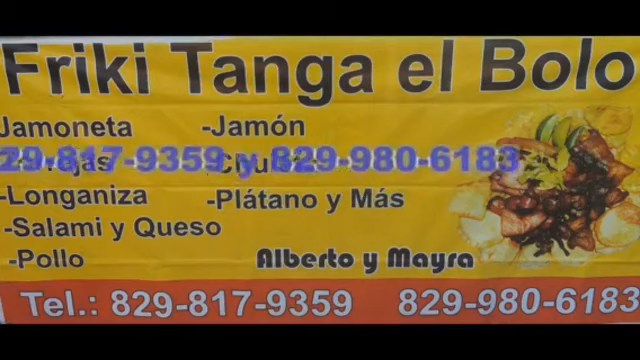 Friki Tanga el Bolo
Jamoneta
-Jamón
29-817-9359 y 829-980-6183
-Longaniza
-Plátano y Más
-Salami y Queso
-Pollo
Alberto y Mayra
Tel.: 829-817-9359 829-980-6183